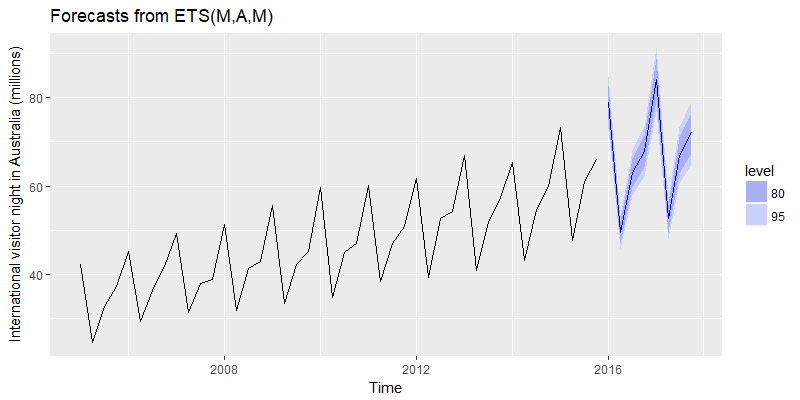 Forecasts from ETS(M,A,M)
International visitor night in Australia (millions)
80
60
40
2008
2012
2016
Time
level
80
95